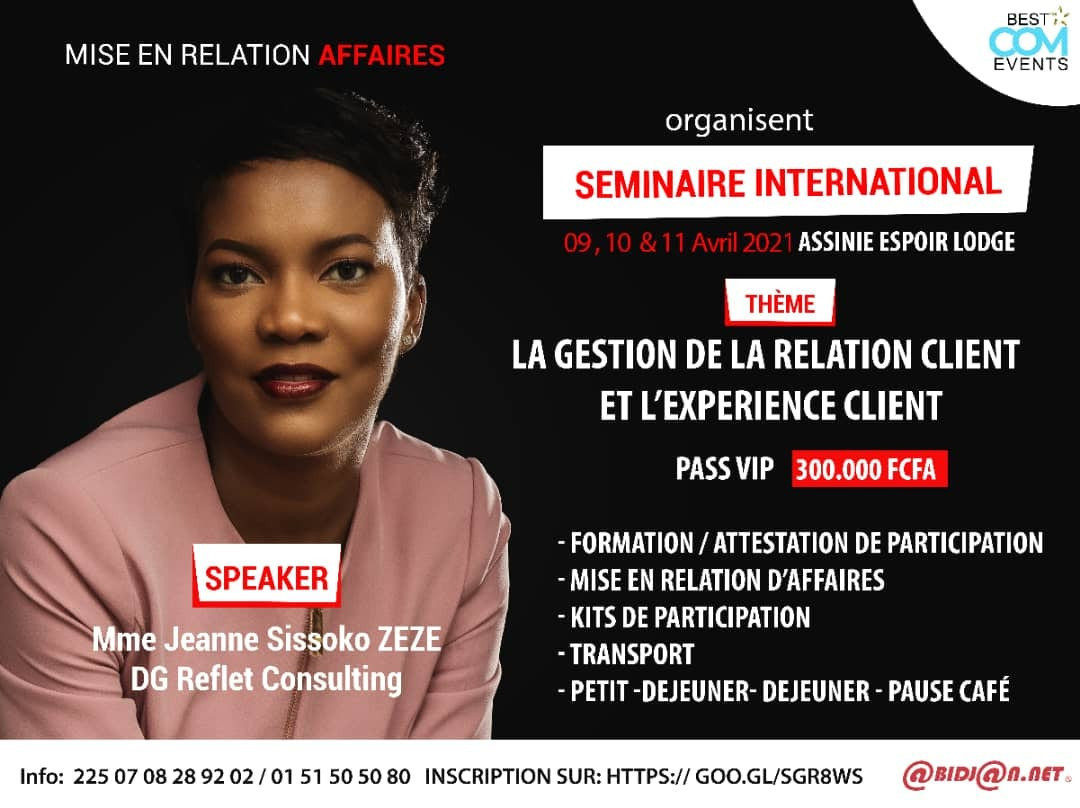 MISE EN RELATION AFFAIRES
BEST
COM
EVENTS
organisent
SEMINAIRE INTERNATIONAL
09 , 10 & 11 Avril 2021 ASSINIE ESPOIR LODGE
THÈME
LA GESTION DE LA RELATION CLIENT
ET L’EXPERIENCE CLIENT
PASS VIP 300.000 FCFA
- FORMATION / ATTESTATION DE PARTICIPATION
- MISE EN RELATION D’AFFAIRES
- KITS DE PARTICIPATION
- TRANSPORT
- PETIT -DEJEUNER- DEJEUNER - PAUSE CAFÉ
SPEAKER
Mme Jeanne Sissoko ZEZE
DG Reflet Consulting
Info: 225 07 08 28 92 02 / 01 51 50 50 80 INSCRIPTION SUR: HTTPS:// GOO.GL/SGR8WS
@BIDJ@N.NET